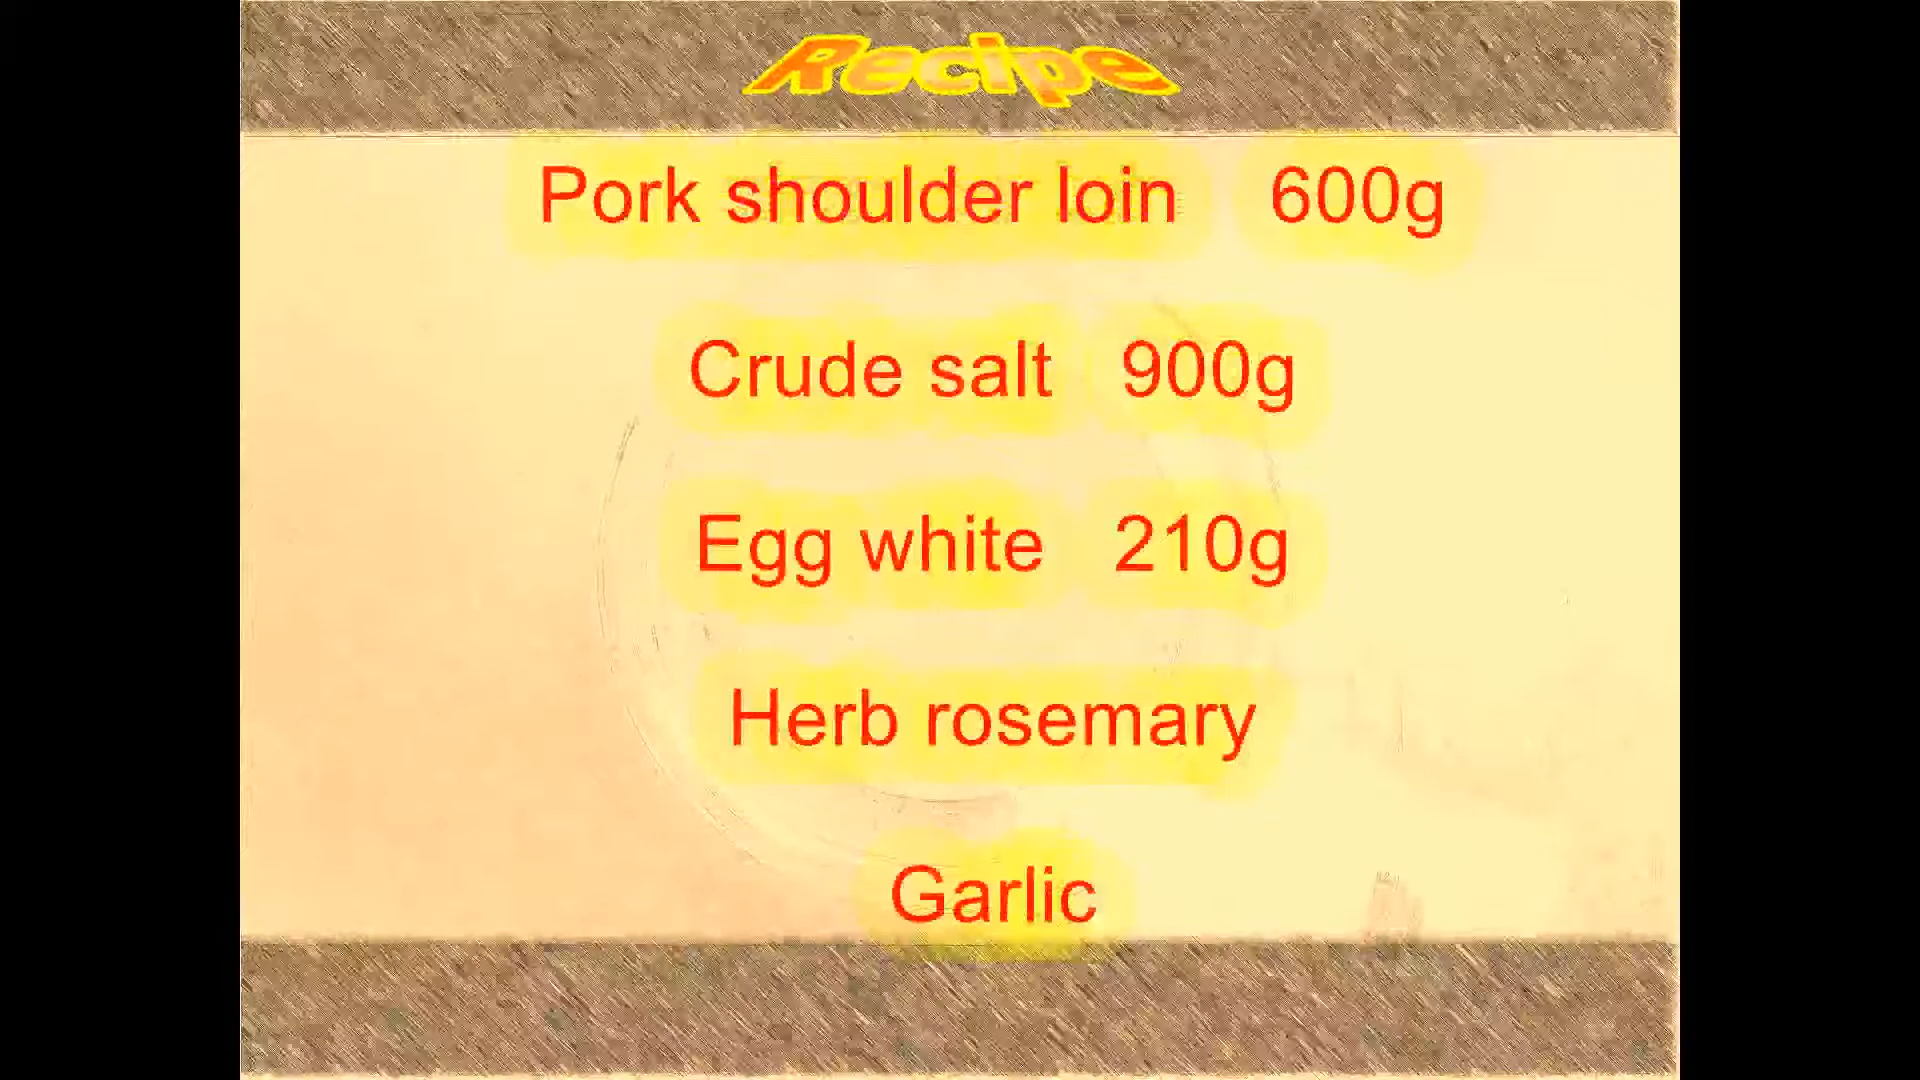 Recipe
Pork shoulder loin 600g
Crude salt 900g
Egg white 210g
Herb rosemary
Garlic